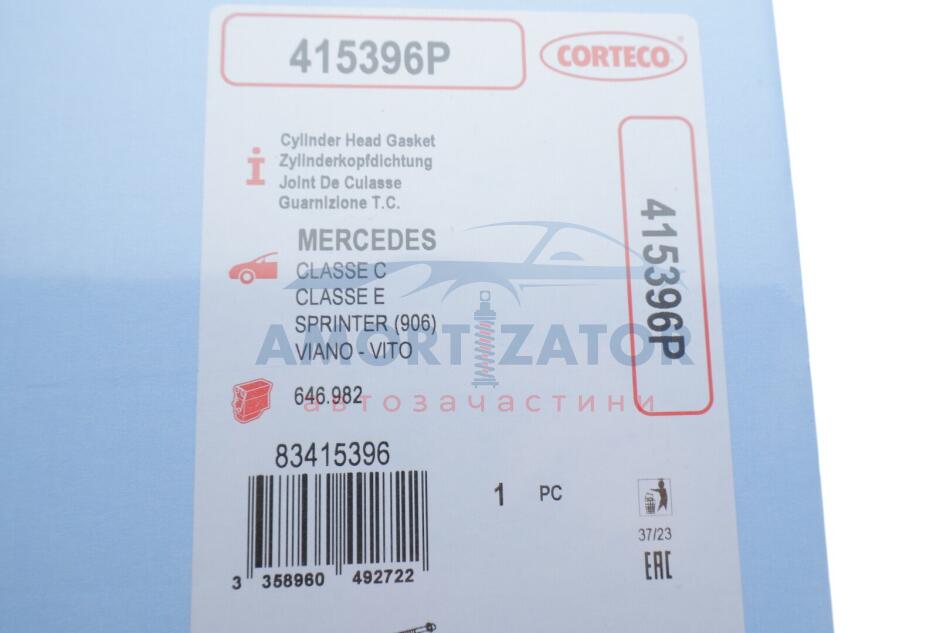 415396P
CORTECO
Cylinder Head Gasket
Zylinderkopfdichtung
Joint De Culasse
Guarnizione T.C.
415396P
MERCEDES
CLASSE C
CLASSE E
SPRINTER (906)
AMORTIZATOR
VIANO - VITO
646.982
автозачастини
83415396
1 PC
37/23
EAC
3 358960 492722